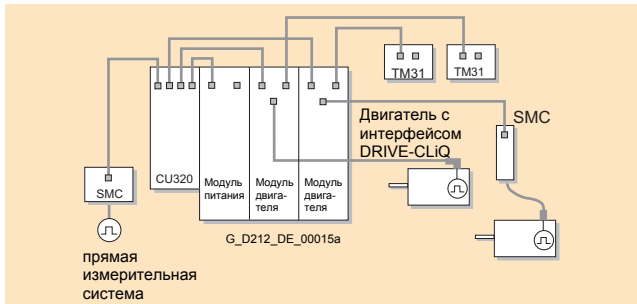 TM31
TM31
Двигатель с
интерфейсом
DRIVE-CLiQ
SMC
CU320
Модуль
питания
Модуль
двига-
теля
Модуль
двига-
теля
SMC
G_D212_DE_00015a
прямая
измерительная
система